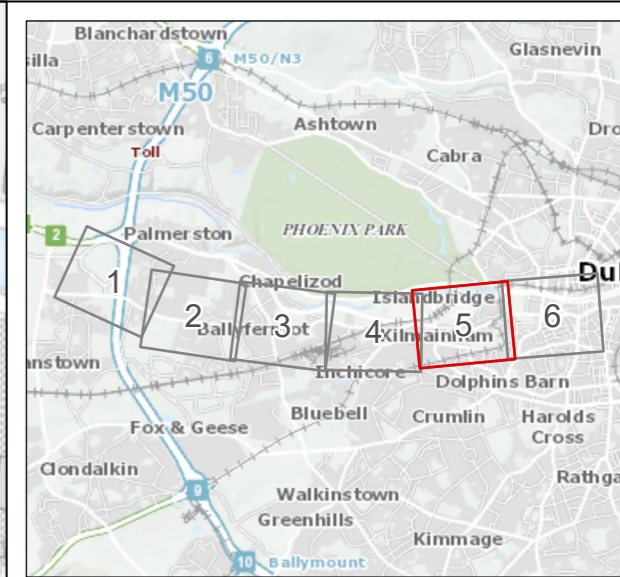 Blanchardstown
silla
6
M50/N3
Glasnevin
M50
Carpenterstown
Ashtown
Dro
Toll
Cabra
2
Palmerston
PHOENIX PARK
Du
1
Chapelizod
Islandbridge
2
Ballyfermot
3
4
Kilmainham
5
6
nstown
Inchicore
Dolphins Barn
Bluebell
Crumlin
Harolds
Cross
Fox & Geese
Clondalkin
Rathga
9
Walkinstown
Greenhills
Kimmage
10
Ballymount